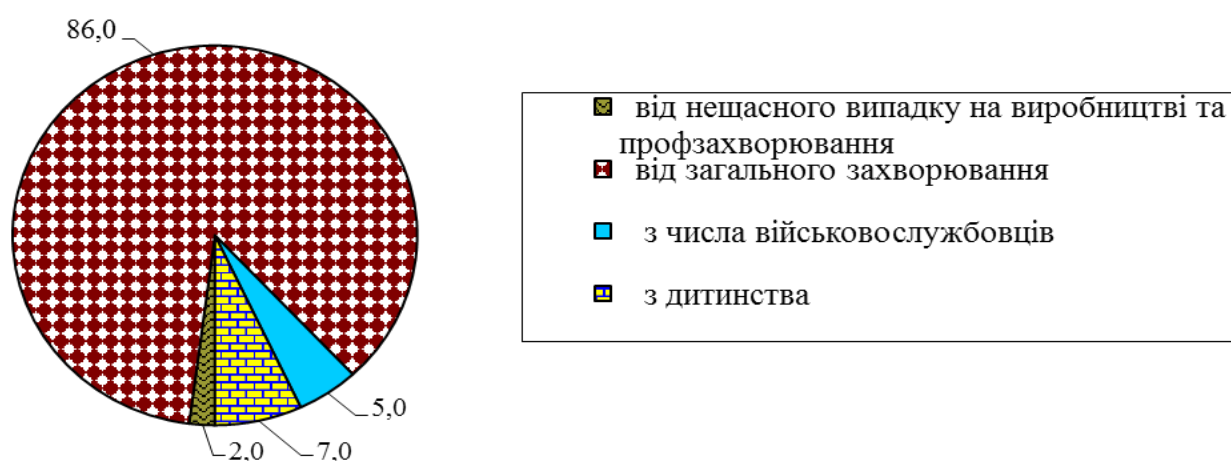 86,0
від нещасного випадку на виробництві та
профзахворювання
від загального захворювання
з числа військовослужбовців
з дитинства
5,0
2,0
7,0